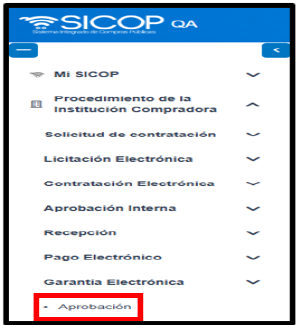 SICOP QA
Sistema Integrado de Compras Públicas
Mi SICOP
Procedimiento de la
Institución Compradora
Solicitud de contratación
Licitación Electrónica
Contratación Electrónica
Aprobación Interna
Recepción
Pago Electrónico
Garantía Electrónica
• Aprobación